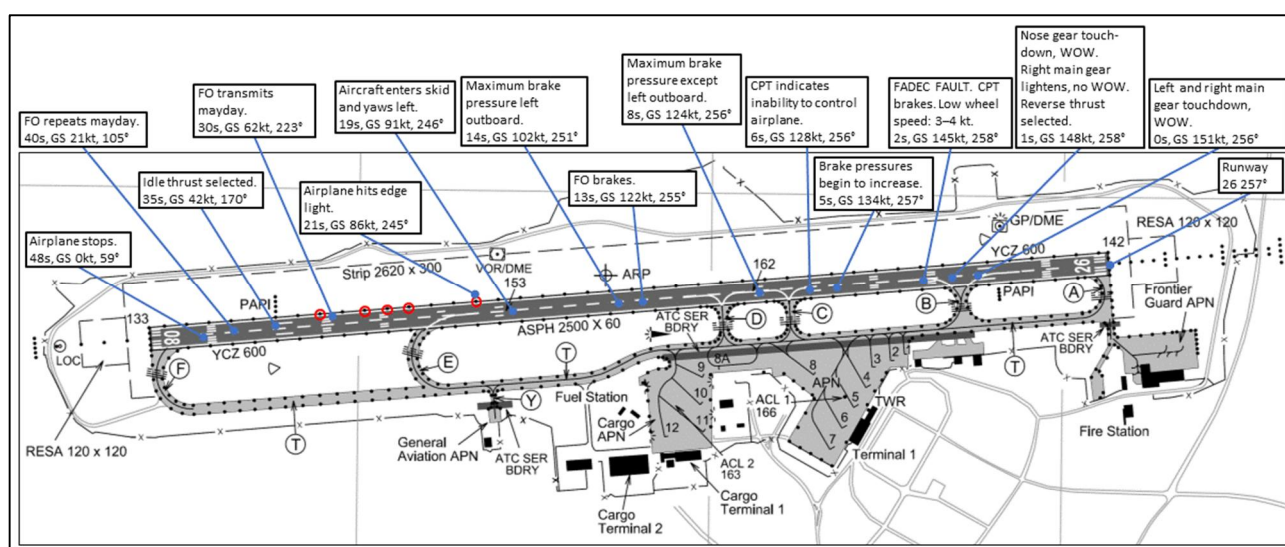 FO repeats mayday.
40s, GS 21kt, 105°
FO transmits
mayday.
30s, GS 62kt, 223°
Aircraft enters skid
and yaws left.
19s, GS 91kt, 246°
Maximum brake
pressure left
outboard.
14s, GS 102kt, 251°
Maximum brake
pressure except
left outboard.
8s, GS 124kt, 256°
CPT indicates
inability to control
airplane.
6s, GS 128kt, 256°
FADEC FAULT. CPT
brakes. Low wheel
speed: 3–4 kt.
2s, GS 145kt, 258°
Nose gear touch-
down, WOW.
Right main gear
lightens, no WOW.
Reverse thrust
selected.
1s, GS 148kt, 258°
Left and right main
gear touchdown,
WOW.
0s, GS 151kt, 256°
Idle thrust selected.
35s, GS 42kt, 170°
Airplane hits edge
light.
21s, GS 86kt, 245°
FO brakes.
13s, GS 122kt, 255°
Brake pressures
begin to increase.
5s, GS 134kt, 257°
Runway
26 257°
Airplane stops.
48s, GS 0kt, 59°
RESA 120 x 120
GP/DME
YCZ 600
142
Strip 2620 x 300
VOR/DME
153
ARP
162
PAPI
133
80
26
PAPI
A
B
C
D
Frontier
Guard APN
LOC
YCZ 600
ASPH 2500 X 60
ATC SER
BDRY
ATC SER
BDRY
F
E
T
T
T
8A
9
10
11
12
8
APN
3
2
1
4
5
6
7
Y
Fuel Station
ACL 1
166
TWR
Cargo
APN
Fire Station
RESA 120 x 120
General
Aviation APN
ATC SER
BDRY
ACL 2
163
Terminal 1
Cargo
Terminal 2
Cargo
Terminal 1